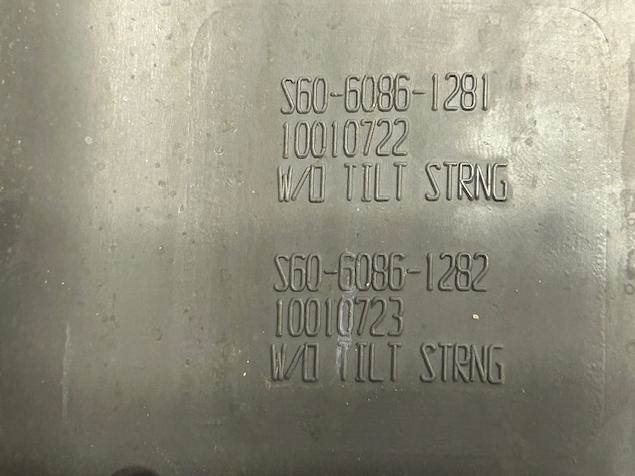 S60-6086-1281
10010722
W/O TILT STRNG
S60-6086-1282
10010723
W/O TILT STRNG